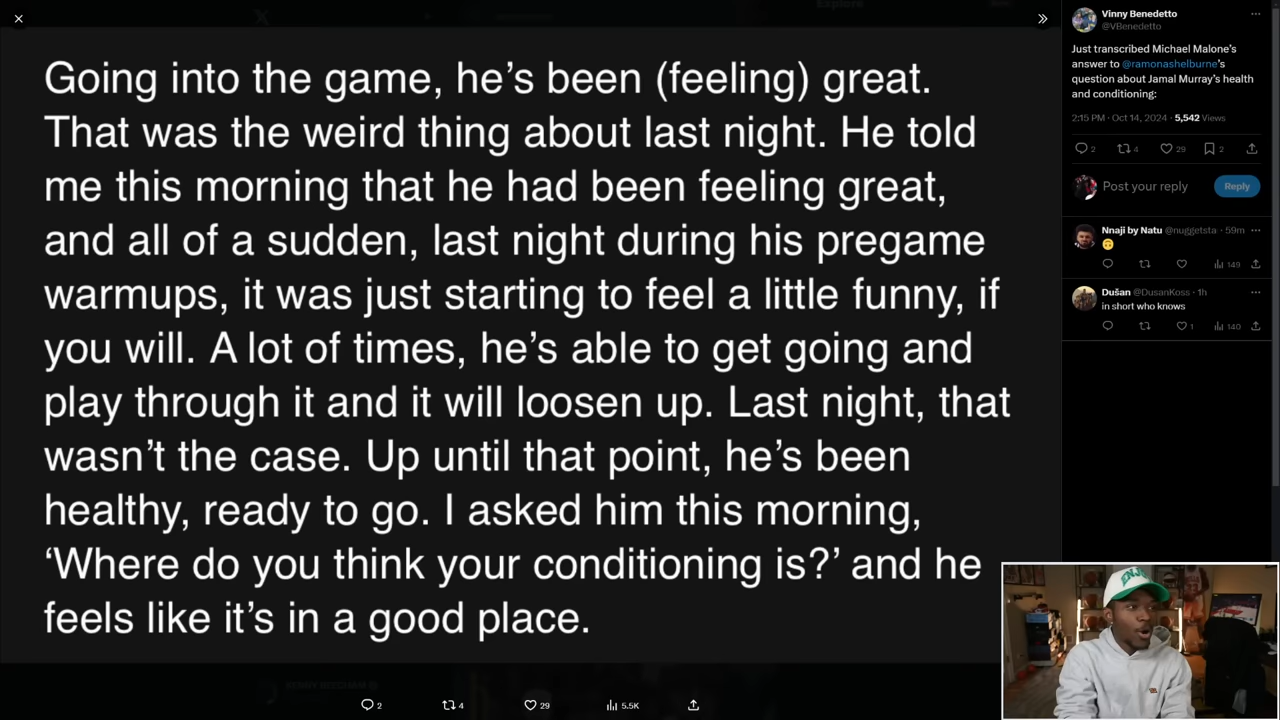 Going into the game, he's been (feeling) great.
That was the weird thing about last night. He told
me this morning that he had been feeling great,
and all of a sudden, last night during his pregame
warmups, it was just starting to feel a little funny, if
you will. A lot of times, he's able to get going and
play through it and it will loosen up. Last night, that
wasn't the case. Up until that point, he's been
healthy, ready to go. I asked him this morning,
'Where do you think your conditioning is?' and he
feels like it's in a good place.
2 4 29 5.5K
Vinny Benedetto
@VBenedetto
Just transcribed Michael Malone's
answer to @ramonashelburne's
question about Jamal Murray's health
and conditioning:
2:15 PM · Oct 14, 2024 · 5,542 Views
2 4 29 2
Post your reply Reply
Nnaji by Natu @nuggetsta · 59m
149
Dušan @DusanKoss · 1h
in short who knows
1 140